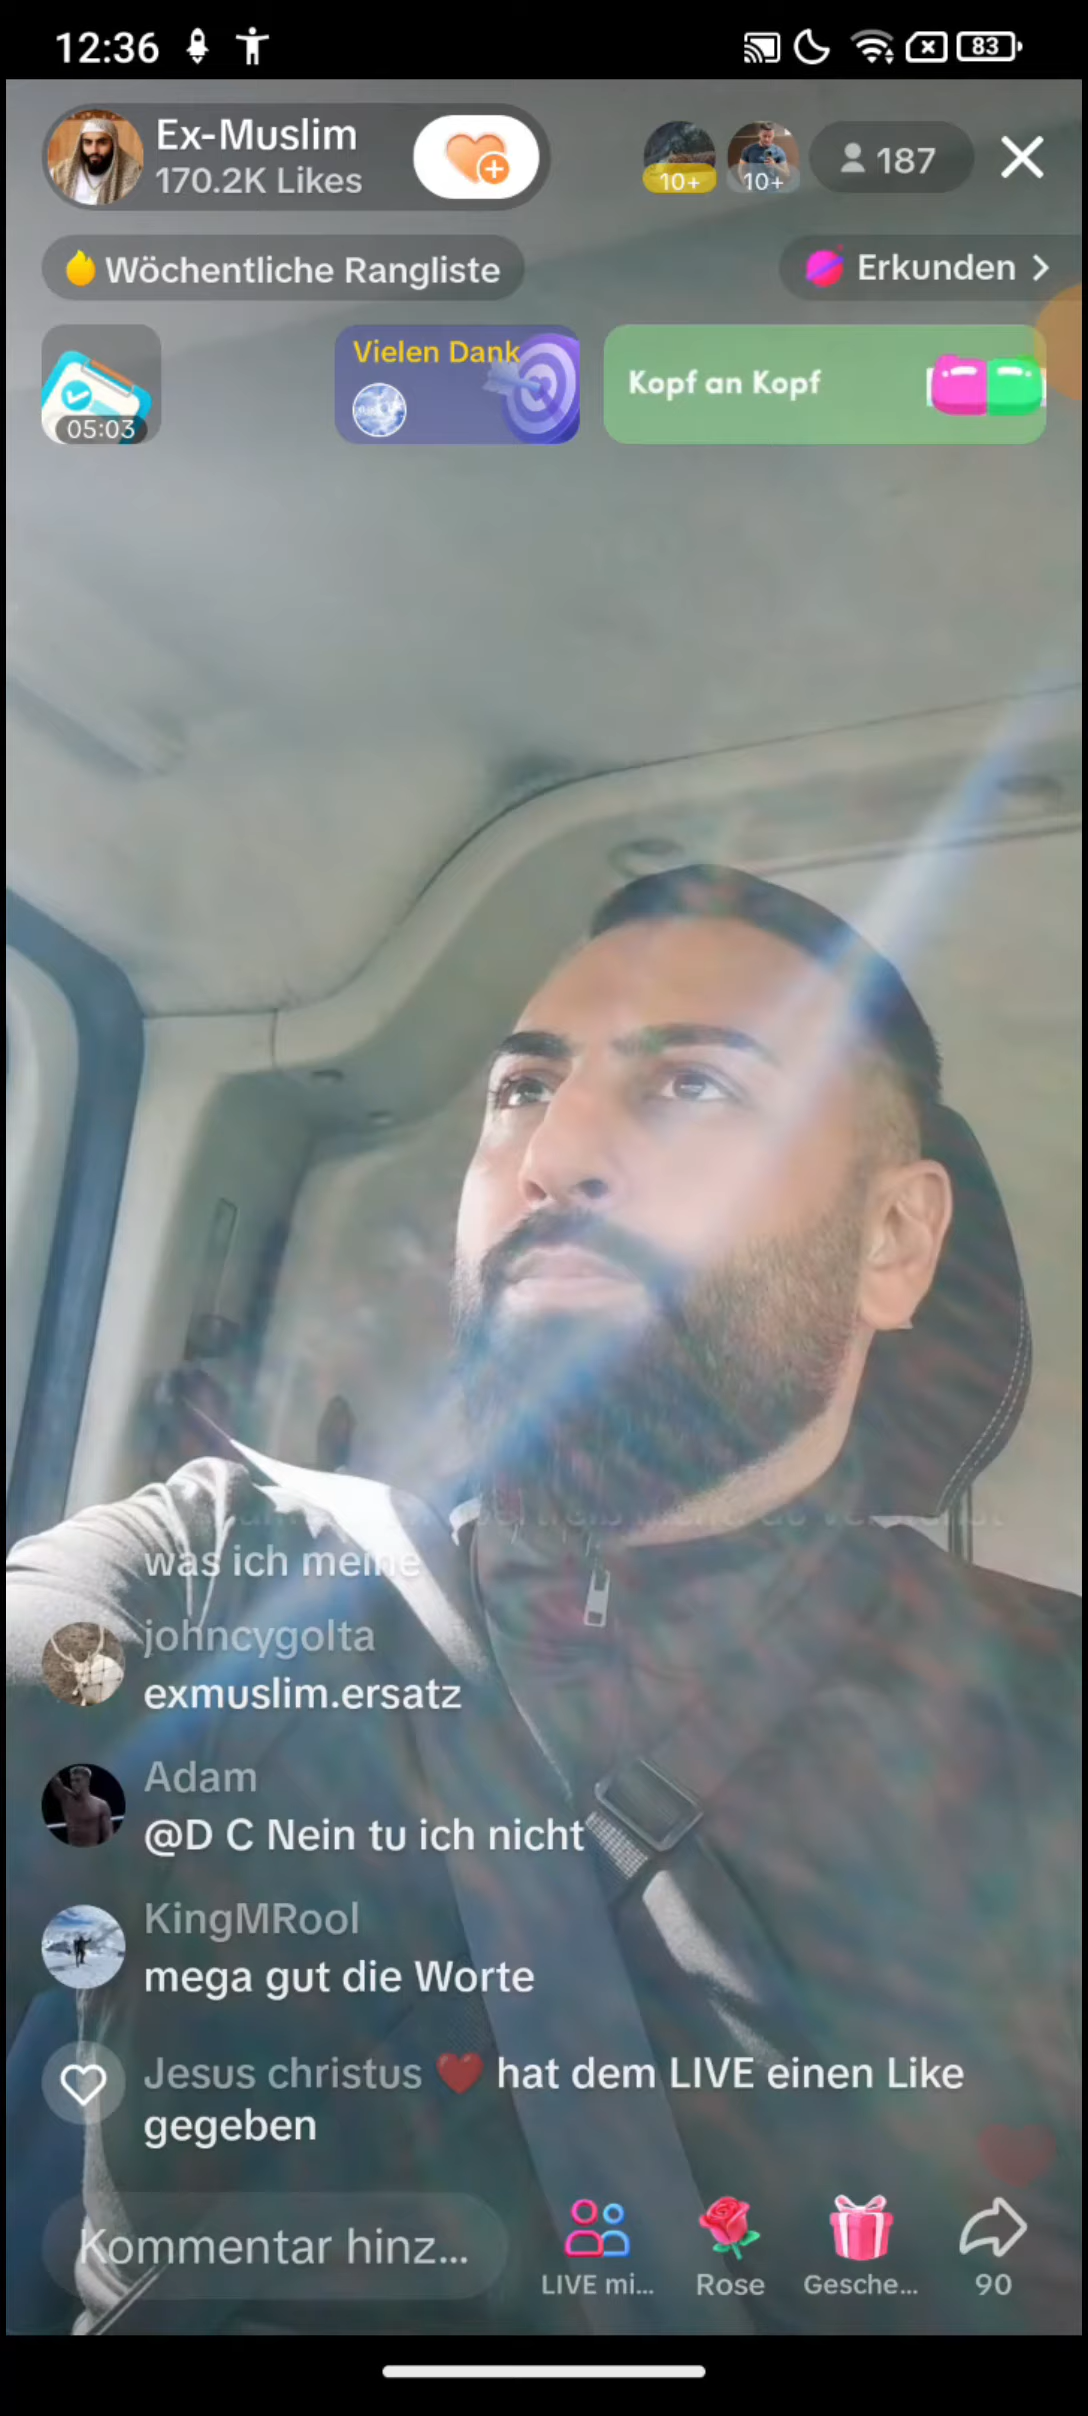 12:36
83
Ex-Muslim
170.2K Likes
10+
10+
187
Wöchentliche Rangliste
Erkunden
05:03
Vielen Dank
Kopf an Kopf
was ich meine
johncygolta
exmuslim.ersatz
Adam
@D C Nein tu ich nicht
KingMRool
mega gut die Worte
Jesus christus ❤️ hat dem LIVE einen Like
gegeben
Kommentar hinz...
LIVE mi...
Rose
Gesche...
90